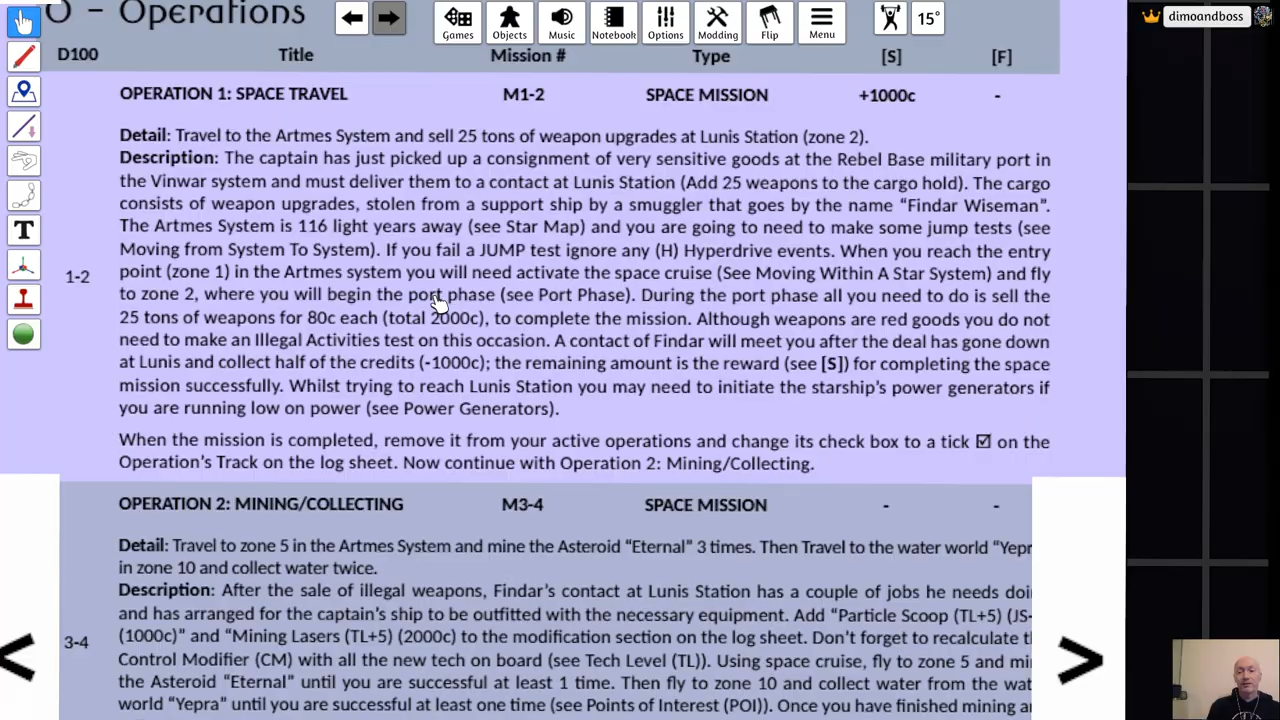 O - Operations
Games Objects Music Notebook Options Modding Flip Menu 15°
dimoandboss
D100 Title Mission # Type [S] [F]
OPERATION 1: SPACE TRAVEL M1-2 SPACE MISSION +1000c -
Detail: Travel to the Artmes System and sell 25 tons of weapon upgrades at Lunis Station (zone 2).
Description: The captain has just picked up a consignment of very sensitive goods at the Rebel Base military port in
the Vinwar system and must deliver them to a contact at Lunis Station (Add 25 weapons to the cargo hold). The cargo
consists of weapon upgrades, stolen from a support ship by a smuggler that goes by the name “Findar Wiseman”.
The Artmes System is 116 light years away (see Star Map) and you are going to need to make some jump tests (see
Moving from System To System). If you fail a JUMP test ignore any (H) Hyperdrive events. When you reach the entry
1-2
point (zone 1) in the Artmes system you will need activate the space cruise (See Moving Within A Star System) and fly
to zone 2, where you will begin the port phase (see Port Phase). During the port phase all you need to do is sell the
25 tons of weapons for 80c each (total 2000c), to complete the mission. Although weapons are red goods you do not
need to make an Illegal Activities test on this occasion. A contact of Findar will meet you after the deal has gone down
at Lunis and collect half of the credits (-1000c); the remaining amount is the reward (see [S]) for completing the space
mission successfully. Whilst trying to reach Lunis Station you may need to initiate the starship’s power generators if
you are running low on power (see Power Generators).
When the mission is completed, remove it from your active operations and change its check box to a tick ☑ on the
Operation’s Track on the log sheet. Now continue with Operation 2: Mining/Collecting.
OPERATION 2: MINING/COLLECTING M3-4 SPACE MISSION - -
Detail: Travel to zone 5 in the Artmes System and mine the Asteroid “Eternal” 3 times. Then Travel to the water world “Yepr
in zone 10 and collect water twice.
Description: After the sale of illegal weapons, Findar’s contact at Lunis Station has a couple of jobs he needs doi
and has arranged for the captain’s ship to be outfitted with the necessary equipment. Add “Particle Scoop (TL+5) (JS-
3-4
(1000c)” and “Mining Lasers (TL+5) (2000c) to the modification section on the log sheet. Don’t forget to recalculate t
Control Modifier (CM) with all the new tech on board (see Tech Level (TL)). Using space cruise, fly to zone 5 and mi
the Asteroid “Eternal” until you are successful at least 1 time. Then fly to zone 10 and collect water from the wat
world “Yepra” until you are successful at least one time (see Points of Interest (POI)). Once you have finished mining a